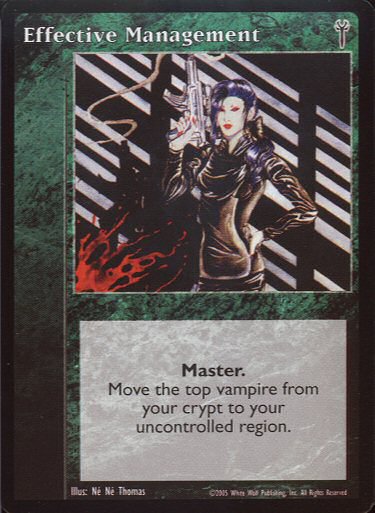 Effective Management
Master.
Move the top vampire from
your crypt to your
uncontrolled region.
Illus: Né Né Thomas
©2005 White Wolf Publishing, Inc. All Rights Reserved